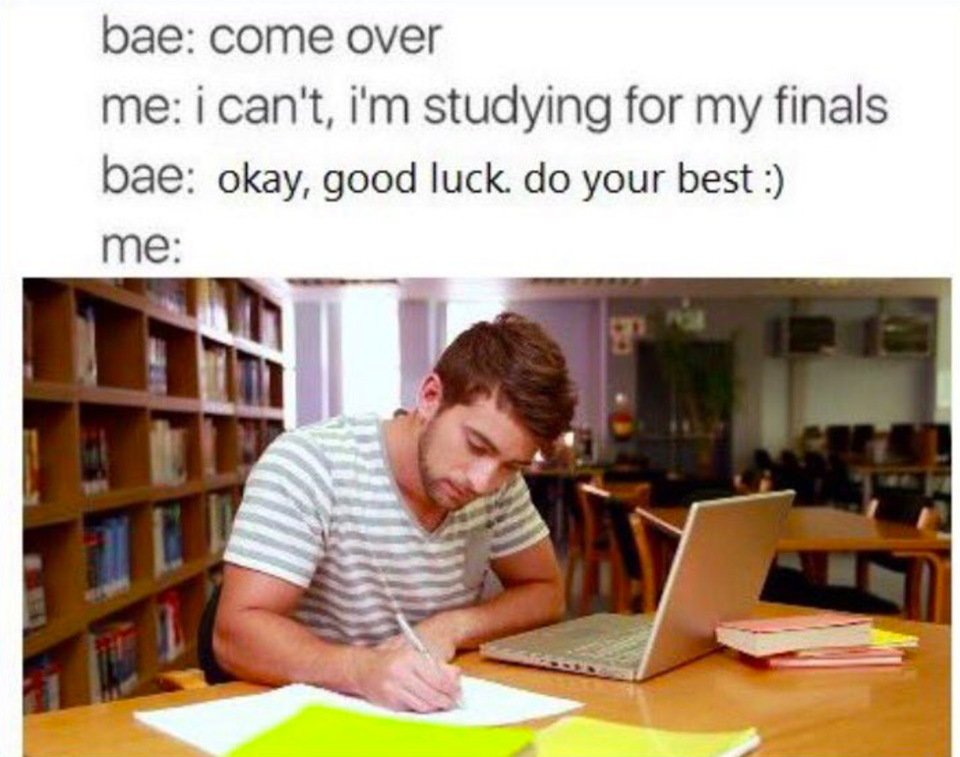 bae: come over
me: i can't, i'm studying for my finals
bae: okay, good luck. do your best :)
me: